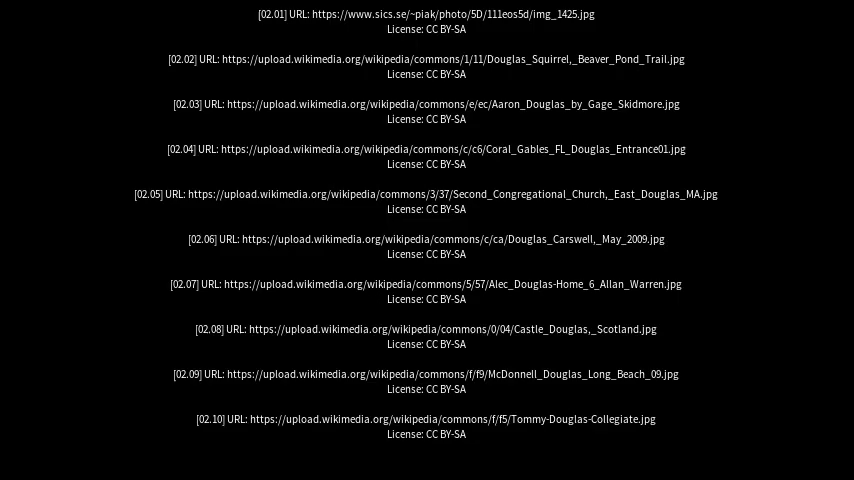 [02.01] URL: https://www.sics.se/~piak/photo/5D/111eos5d/img_1425.jpg
License: CC BY-SA
[02.02] URL: https://upload.wikimedia.org/wikipedia/commons/1/11/Douglas_Squirrel,_Beaver_Pond_Trail.jpg
License: CC BY-SA
[02.03] URL: https://upload.wikimedia.org/wikipedia/commons/e/ec/Aaron_Douglas_by_Gage_Skidmore.jpg
License: CC BY-SA
[02.04] URL: https://upload.wikimedia.org/wikipedia/commons/c/c6/Coral_Gables_FL_Douglas_Entrance01.jpg
License: CC BY-SA
[02.05] URL: https://upload.wikimedia.org/wikipedia/commons/3/37/Second_Congregational_Church,_East_Douglas_MA.jpg
License: CC BY-SA
[02.06] URL: https://upload.wikimedia.org/wikipedia/commons/c/ca/Douglas_Carswell,_May_2009.jpg
License: CC BY-SA
[02.07] URL: https://upload.wikimedia.org/wikipedia/commons/5/57/Alec_Douglas-Home_6_Allan_Warren.jpg
License: CC BY-SA
[02.08] URL: https://upload.wikimedia.org/wikipedia/commons/0/04/Castle_Douglas,_Scotland.jpg
License: CC BY-SA
[02.09] URL: https://upload.wikimedia.org/wikipedia/commons/f/f9/McDonnell_Douglas_Long_Beach_09.jpg
License: CC BY-SA
[02.10] URL: https://upload.wikimedia.org/wikipedia/commons/f/f5/Tommy-Douglas-Collegiate.jpg
License: CC BY-SA